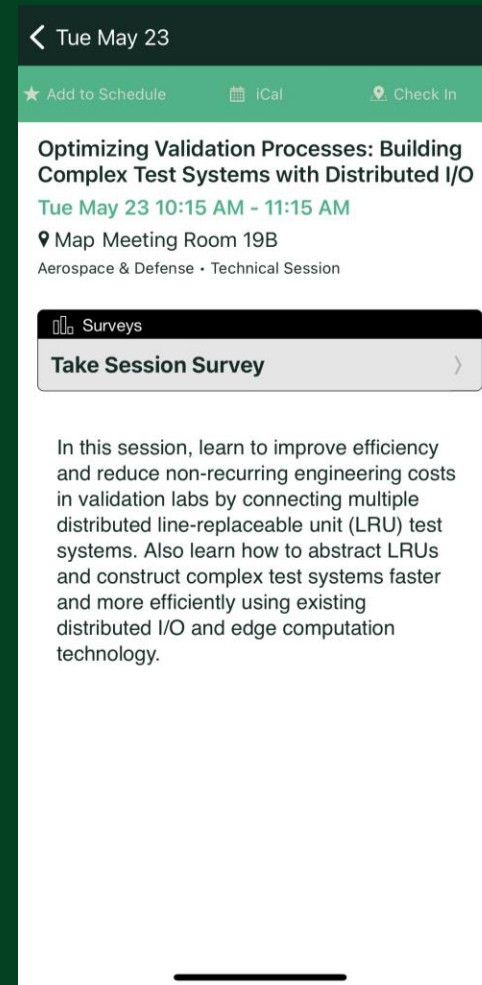 Tue May 23
Add to Schedule iCal Check In
Optimizing Validation Processes: Building
Complex Test Systems with Distributed I/O
Tue May 23 10:15 AM - 11:15 AM
Map Meeting Room 19B
Aerospace & Defense • Technical Session
Surveys
Take Session Survey
In this session, learn to improve efficiency
and reduce non-recurring engineering costs
in validation labs by connecting multiple
distributed line-replaceable unit (LRU) test
systems. Also learn how to abstract LRUs
and construct complex test systems faster
and more efficiently using existing
distributed I/O and edge computation
technology.